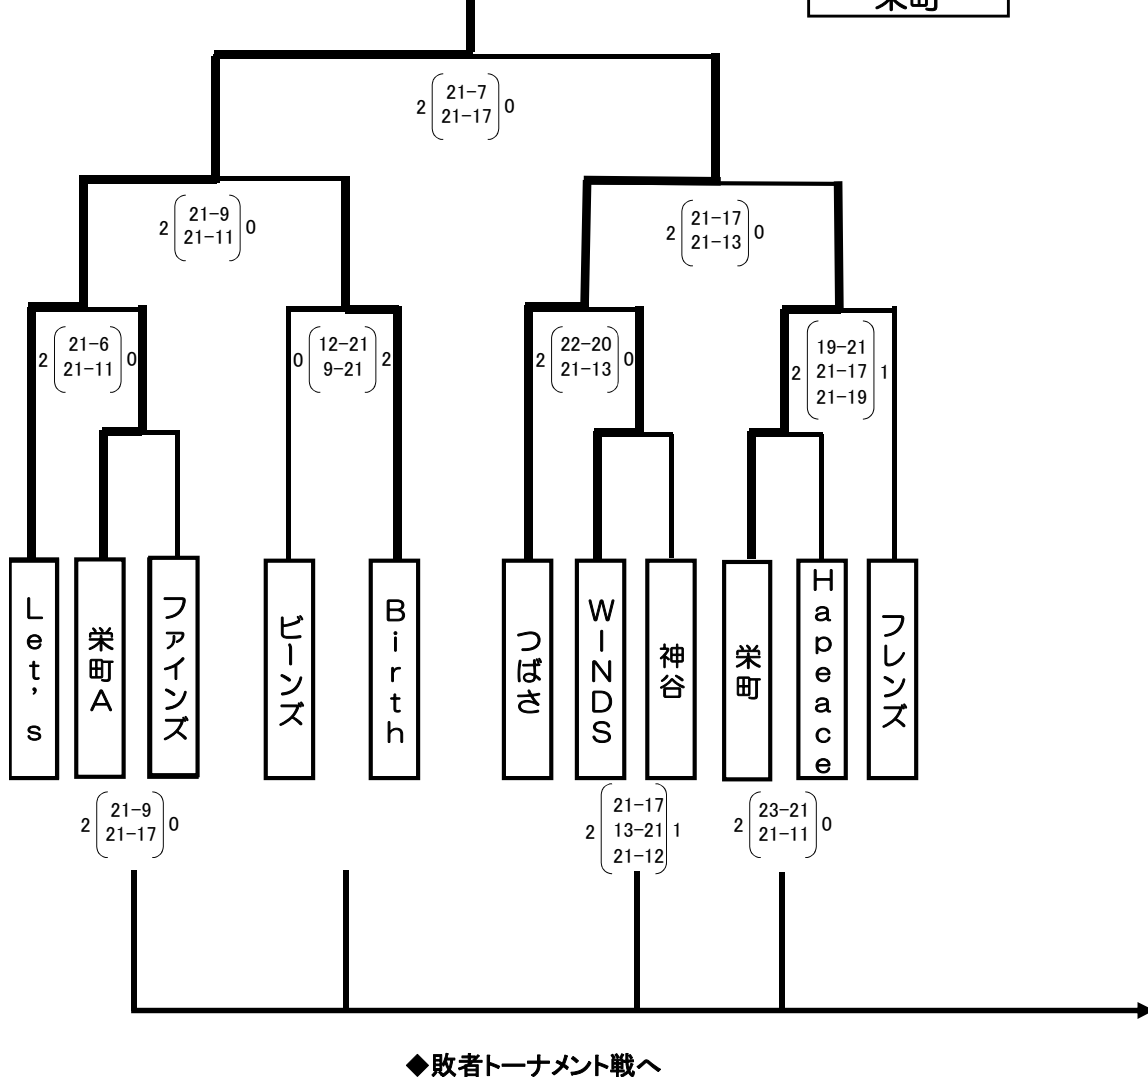 栄町
21-7
2 0
21-17
21-9
2 0
21-11
21-17
2 0
21-13
21-6
2 0
21-11
12-21
0 2
9-21
22-20
2 0
21-13
19-21
2 21-17 1
21-19
Let's
栄町A
ファインズ
ビーンズ
Birth
つばさ
WINDS
神谷
栄町
Hapeace
フレンズ
21-9
2 0
21-17
21-17
2 13-21 1
21-12
23-21
2 0
21-11
◆敗者トーナメント戦へ